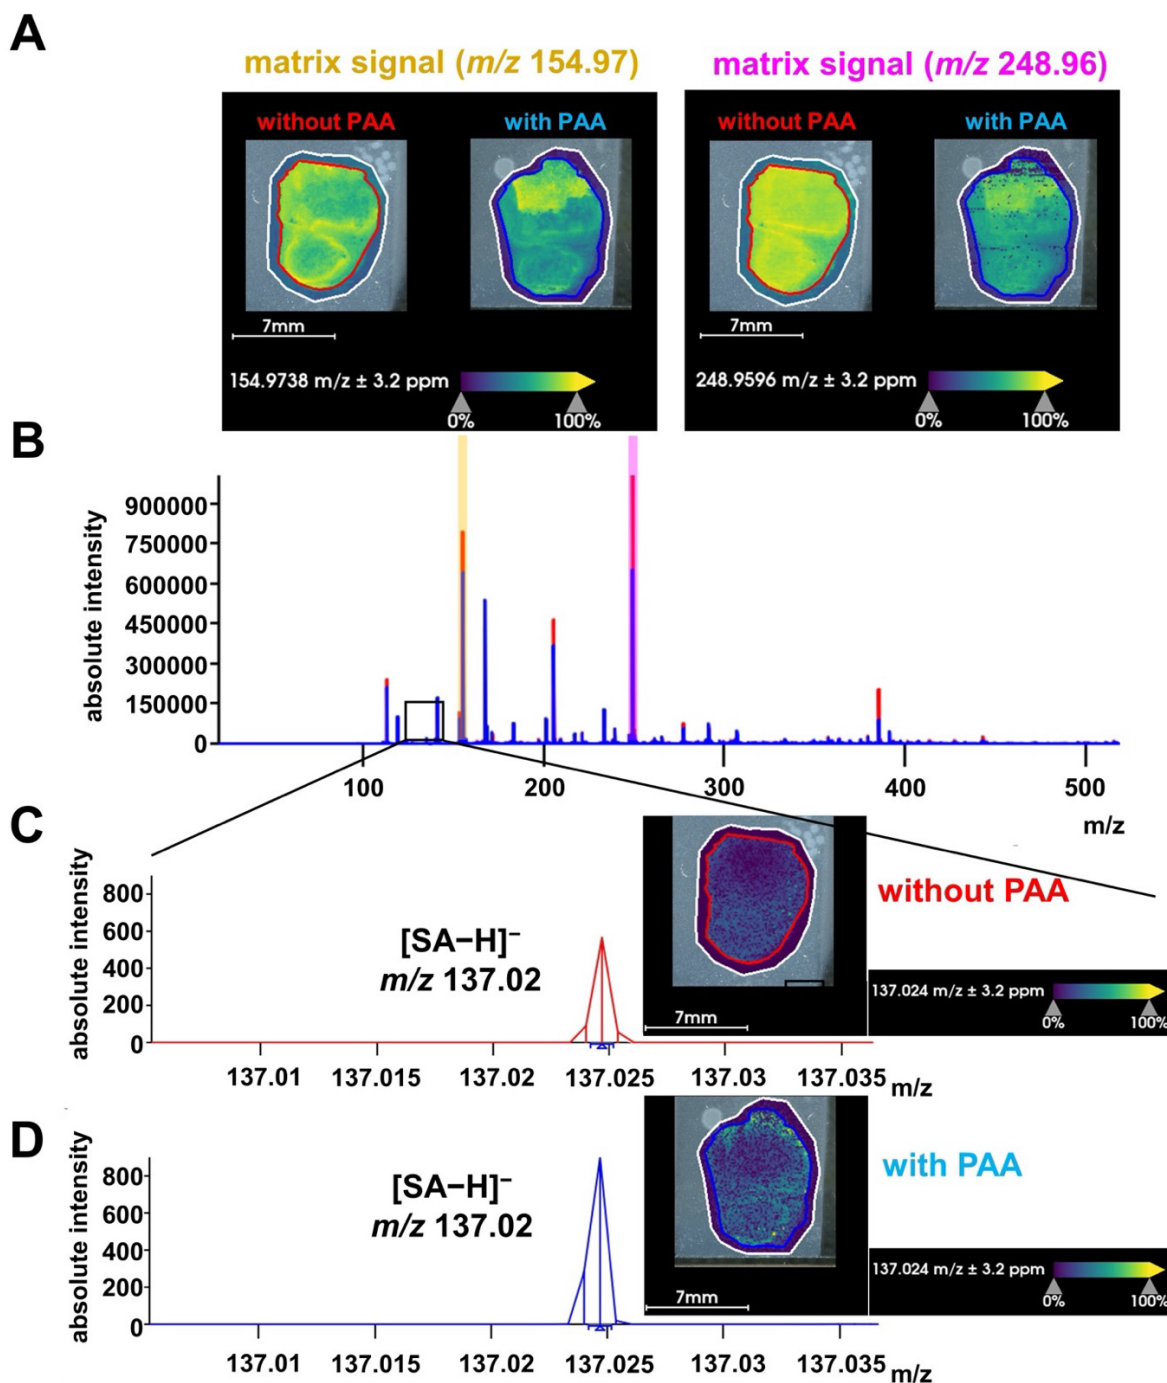 A
matrix signal (m/z 154.97)
matrix signal (m/z 248.96)
without PAA
with PAA
without PAA
with PAA
7mm
7mm
154.9738 m/z ± 3.2 ppm
0%
100%
248.9596 m/z ± 3.2 ppm
0%
100%
B
absolute intensity
900000
750000
600000
450000
300000
150000
0
100
200
300
400
500
m/z
C
absolute intensity
800
600
400
200
0
[SA−H]⁻
m/z 137.02
without PAA
7mm
137.024 m/z ± 3.2 ppm
0%
100%
137.01
137.015
137.02
137.025
137.03
137.035
m/z
D
absolute intensity
800
600
400
200
0
[SA−H]⁻
m/z 137.02
with PAA
7mm
137.024 m/z ± 3.2 ppm
0%
100%
137.01
137.015
137.02
137.025
137.03
137.035
m/z